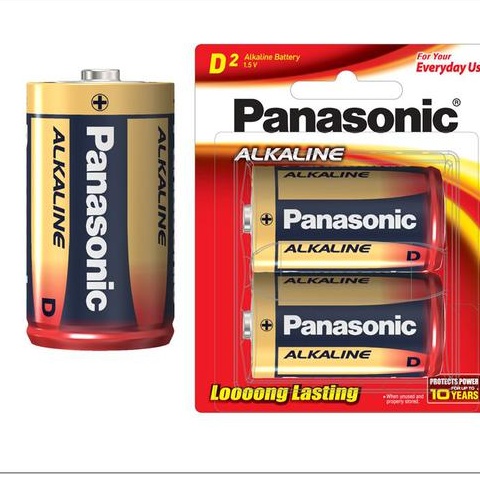 D2 Alkaline Battery
1.5 V
For Your
Everyday Us
Panasonic®
ALKALINE
+
Panasonic
ALKALINE
ALKALINE
D
ALKALINE
+
Panasonic
ALKALINE
D
ALKALINE
+
Panasonic
ALKALINE
D
Loooong Lasting
• When unused and
properly stored.
PROTECTS POWER
FOR UP TO
10 YEARS